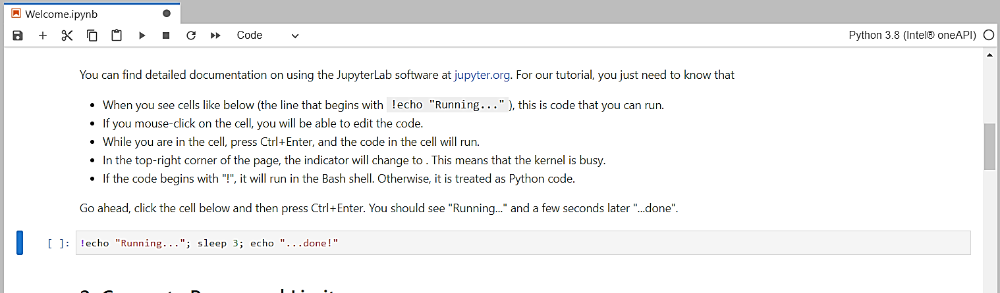 Welcome.ipynb
Code
Python 3.8 (Intel® oneAPI)
You can find detailed documentation on using the JupyterLab software at jupyter.org. For our tutorial, you just need to know that
• When you see cells like below (the line that begins with !echo "Running..." ), this is code that you can run.
• If you mouse-click on the cell, you will be able to edit the code.
• While you are in the cell, press Ctrl+Enter, and the code in the cell will run.
• In the top-right corner of the page, the indicator will change to . This means that the kernel is busy.
• If the code begins with "!", it will run in the Bash shell. Otherwise, it is treated as Python code.
Go ahead, click the cell below and then press Ctrl+Enter. You should see "Running..." and a few seconds later "...done".
[ ]: !echo "Running..."; sleep 3; echo "...done!"